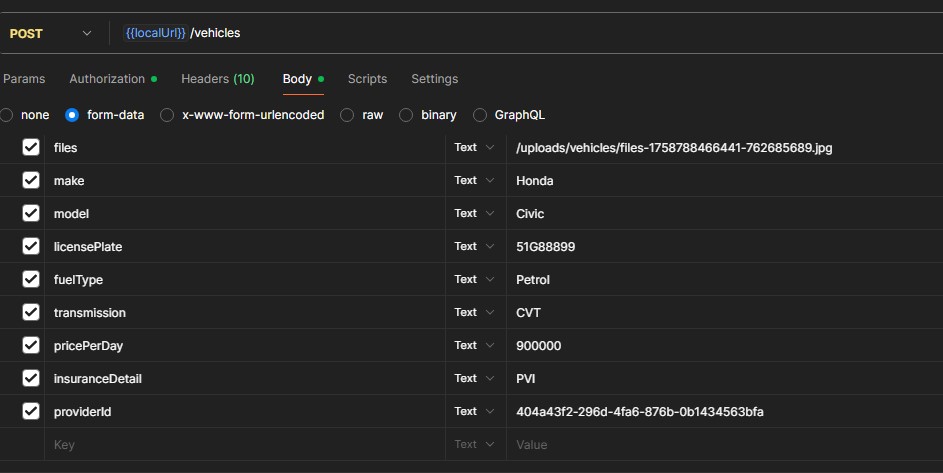 POST {{localUrl}} /vehicles
Params Authorization Headers (10) Body Scripts Settings
none form-data x-www-form-urlencoded raw binary GraphQL
files Text /uploads/vehicles/files-1758788466441-762685689.jpg
make Text Honda
model Text Civic
licensePlate Text 51G88899
fuelType Text Petrol
transmission Text CVT
pricePerDay Text 900000
insuranceDetail Text PVI
providerId Text 404a43f2-296d-4fa6-876b-0b1434563bfa
Key Text Value